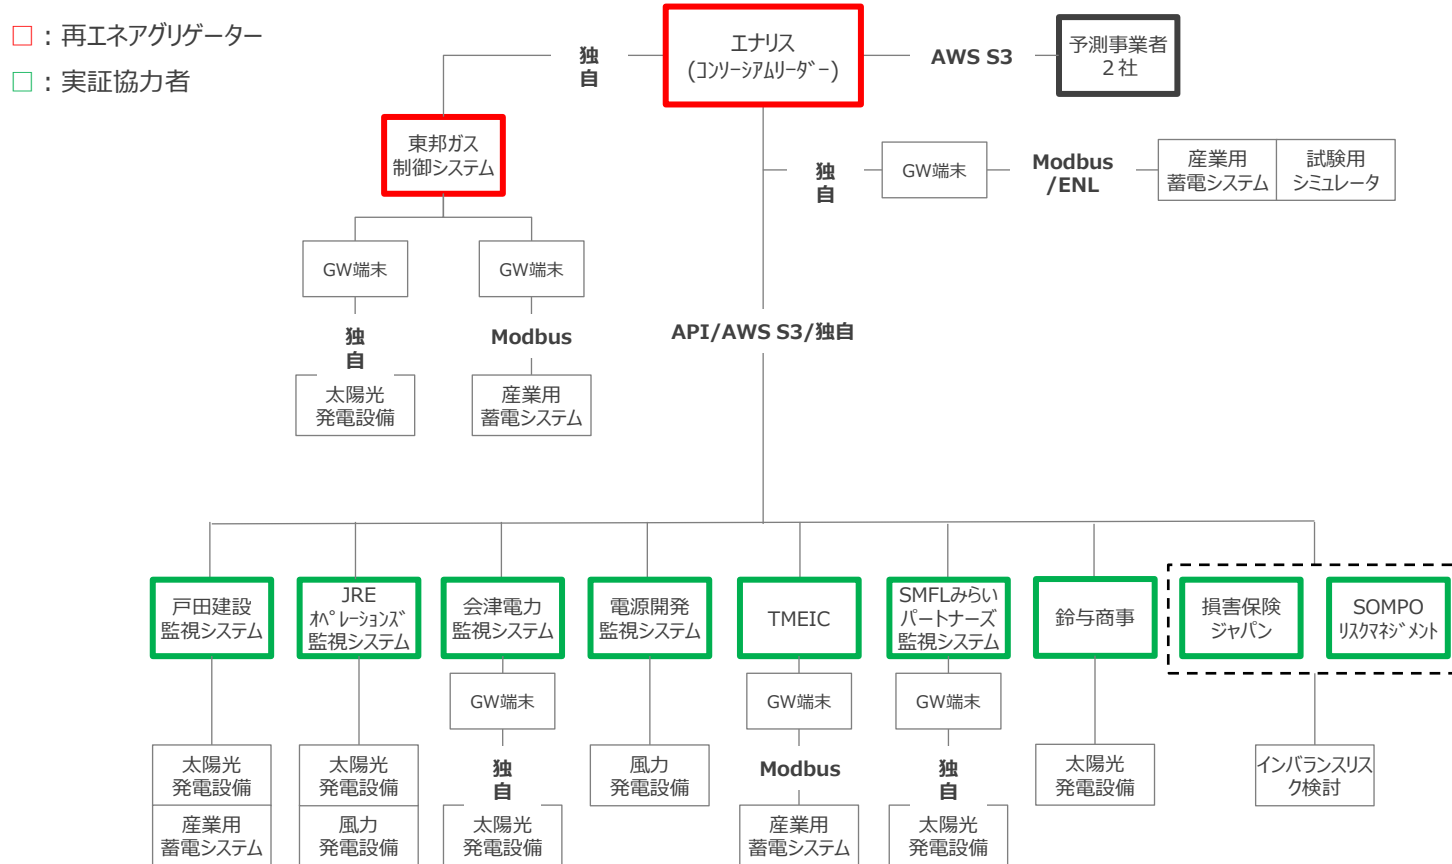 □：再エネアグリゲーター
□：実証協力者
エナリス
(ｺﾝｿｰｼｱﾑﾘｰﾀﾞｰ)
独
自
AWS S3
予測事業者
２社
東邦ガス
制御システム
独
自
GW端末
Modbus
/ENL
産業用
蓄電システム
試験用
シミュレータ
GW端末
GW端末
独
自
Modbus
API/AWS S3/独自
太陽光
発電設備
産業用
蓄電システム
戸田建設
監視システム
JRE
ｵﾍﾟﾚｰｼｮﾝｽﾞ
監視システム
会津電力
監視システム
電源開発
監視システム
TMEIC
SMFLみらい
パートナーズ
監視システム
鈴与商事
損害保険
ジャパン
SOMPO
ﾘｽｸﾏﾈｼﾞﾒﾝﾄ
GW端末
GW端末
GW端末
太陽光
発電設備
産業用
蓄電システム
太陽光
発電設備
風力
発電設備
独
自
太陽光
発電設備
風力
発電設備
Modbus
産業用
蓄電システム
独
自
太陽光
発電設備
太陽光
発電設備
インバランスリス
ク検討